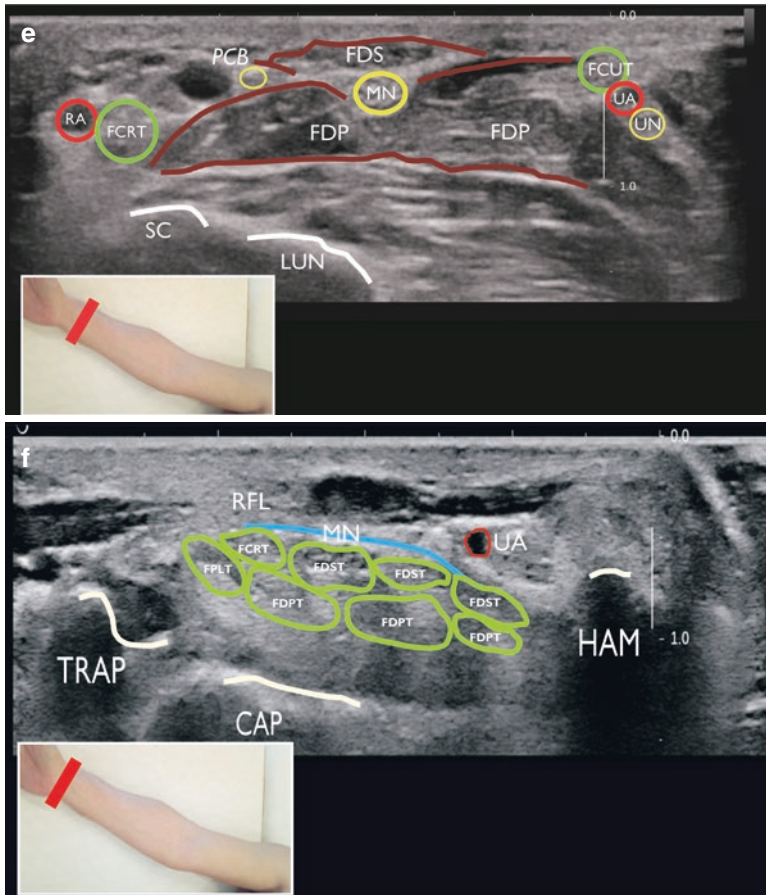 e
0.0
PCB
FDS
FCUT
MN
UA
RA
FCRT
UN
FDP
FDP
1.0
SC
LUN
f
0.0
RFL
MN
UA
FCRT
FPLT
FDST
FDST
FDST
FDPT
FDPT
FDPT
1.0
HAM
TRAP
CAP